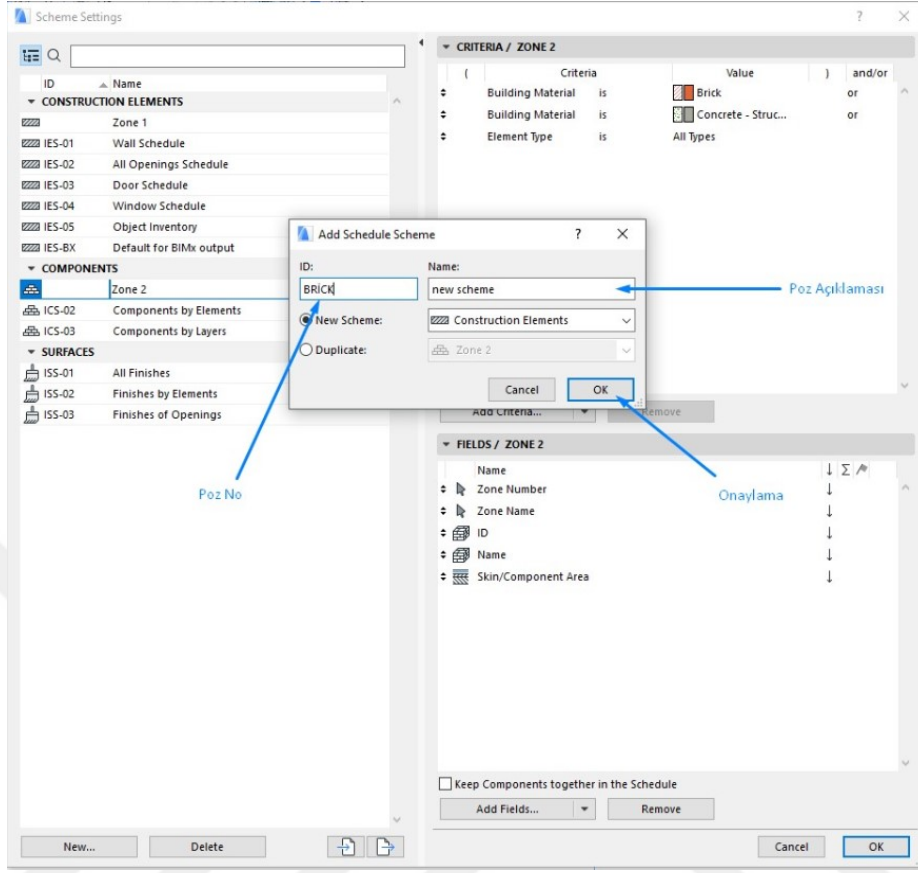 Scheme Settings
ID Name
CONSTRUCTION ELEMENTS
Zone 1
IES-01 Wall Schedule
IES-02 All Openings Schedule
IES-03 Door Schedule
IES-04 Window Schedule
IES-05 Object Inventory
IES-BX Default for BIMx output
COMPONENTS
Zone 2
ICS-02 Components by Elements
ICS-03 Components by Layers
SURFACES
ISS-01 All Finishes
ISS-02 Finishes by Elements
ISS-03 Finishes of Openings
Poz No
New... Delete
CRITERIA / ZONE 2
( Criteria Value ) and/or
Building Material is Brick or
Building Material is Concrete - Struc... or
Element Type is All Types
Add Schedule Scheme ?
ID: Name:
BRİCK new scheme
Poz Açıklaması
New Scheme: Construction Elements
Duplicate: Zone 2
Cancel OK
Add Criteria... Remove
FIELDS / ZONE 2
Name
Zone Number
Zone Name
ID
Name
Skin/Component Area
Onaylama
Keep Components together in the Schedule
Add Fields... Remove
Cancel OK